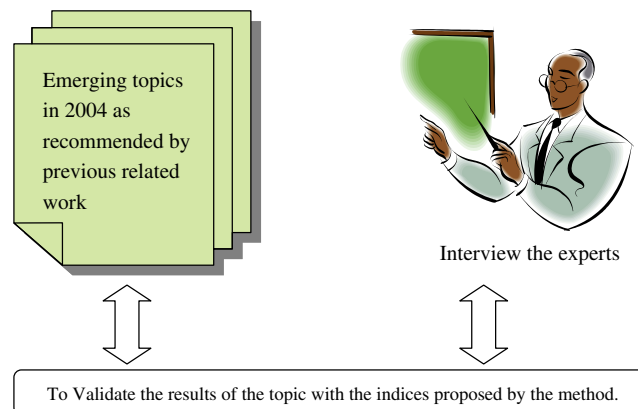 Emerging topics
in 2004 as
recommended by
previous related
work
Interview the experts
To Validate the results of the topic with the indices proposed by the method.